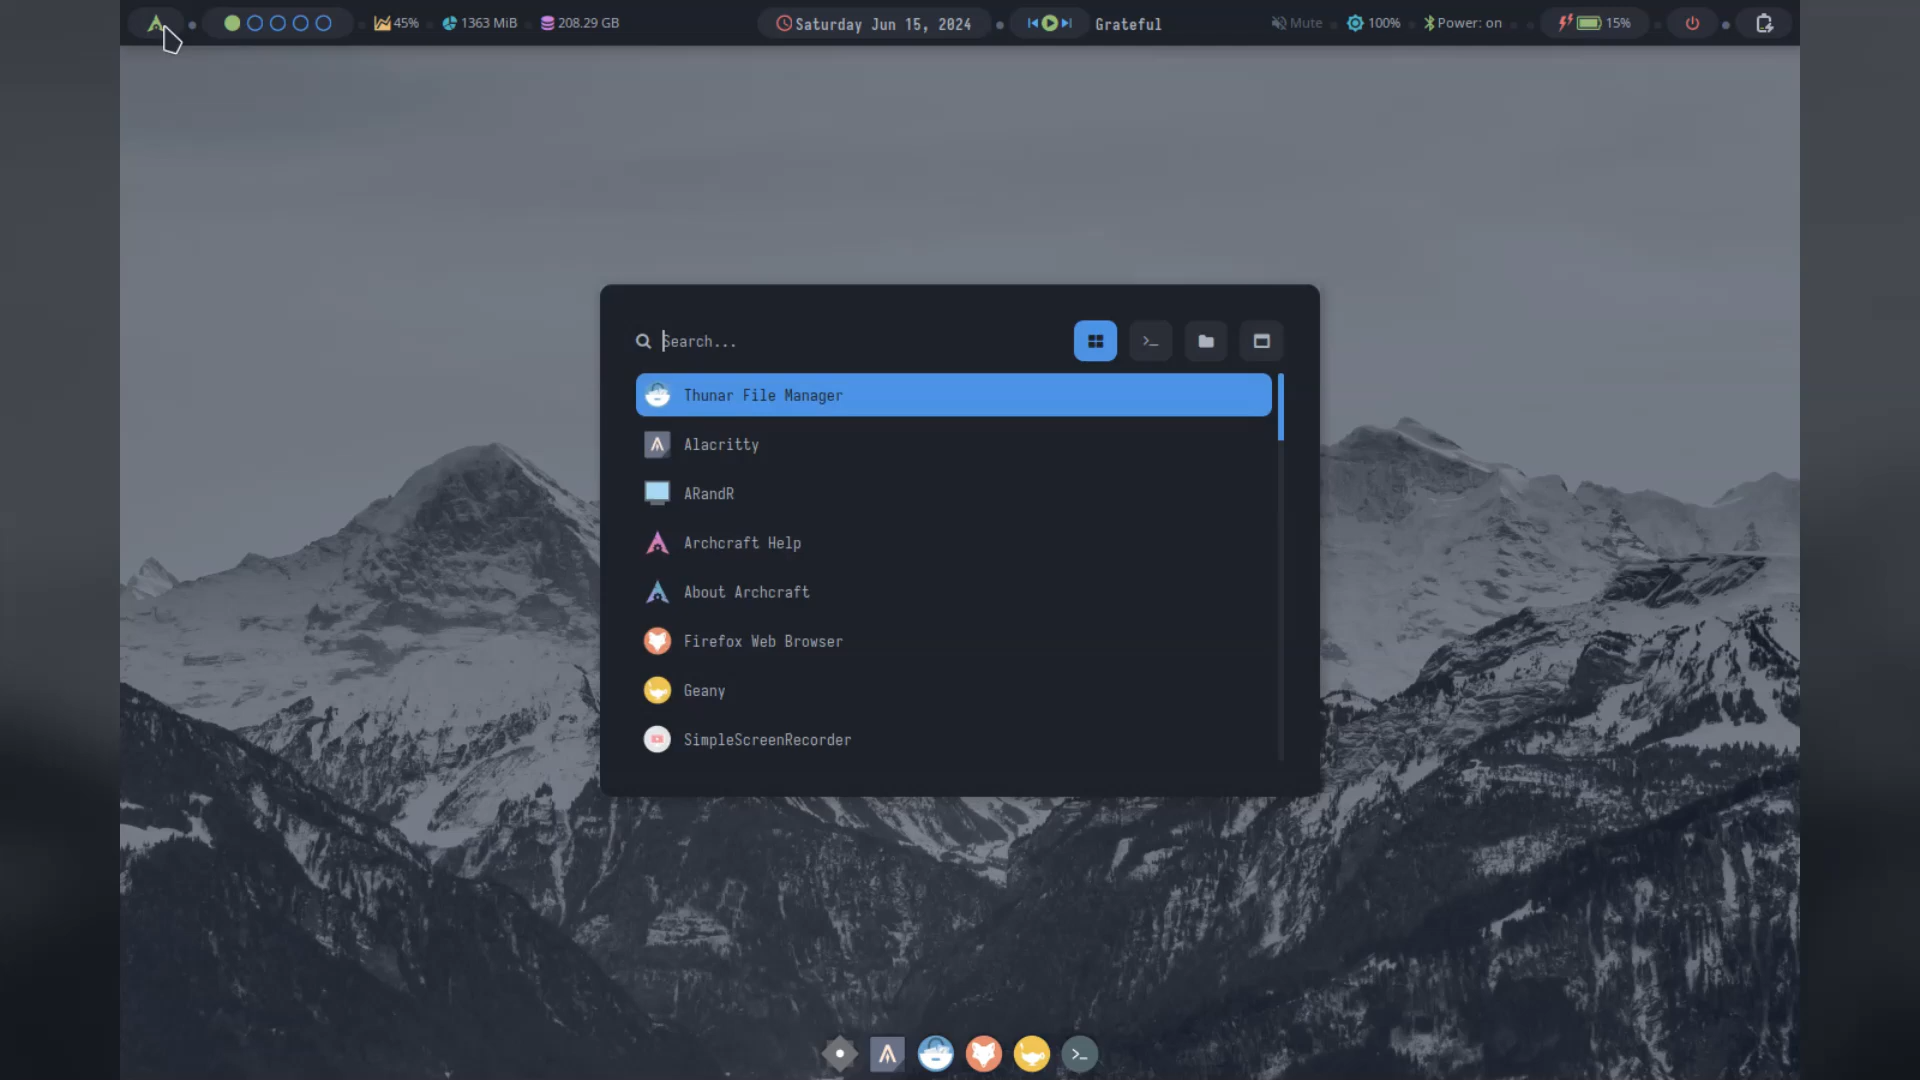 45% 1363 MiB 208.29 GB Saturday Jun 15, 2024 Grateful Mute 100% Power: on 15%
Search...
Thunar File Manager
Alacritty
ARandR
Archcraft Help
About Archcraft
Firefox Web Browser
Geany
SimpleScreenRecorder